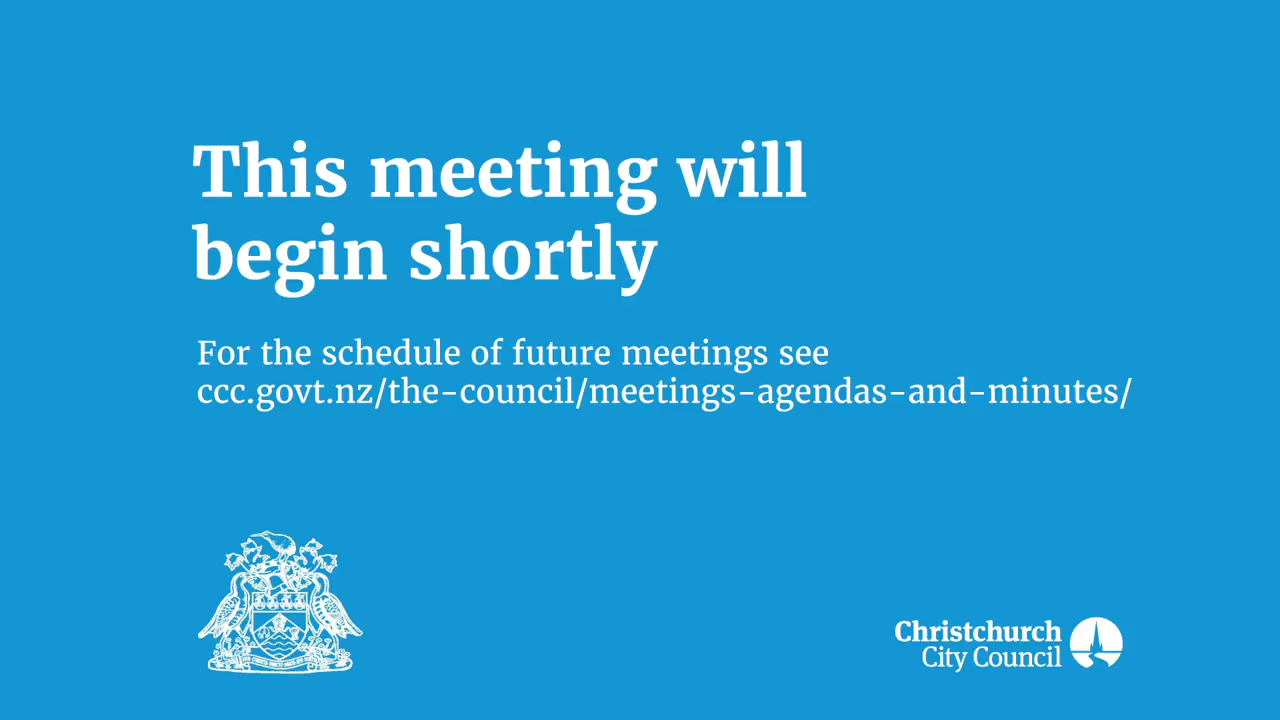 This meeting will
begin shortly
For the schedule of future meetings see
ccc.govt.nz/the-council/meetings-agendas-and-minutes/
Christchurch
City Council